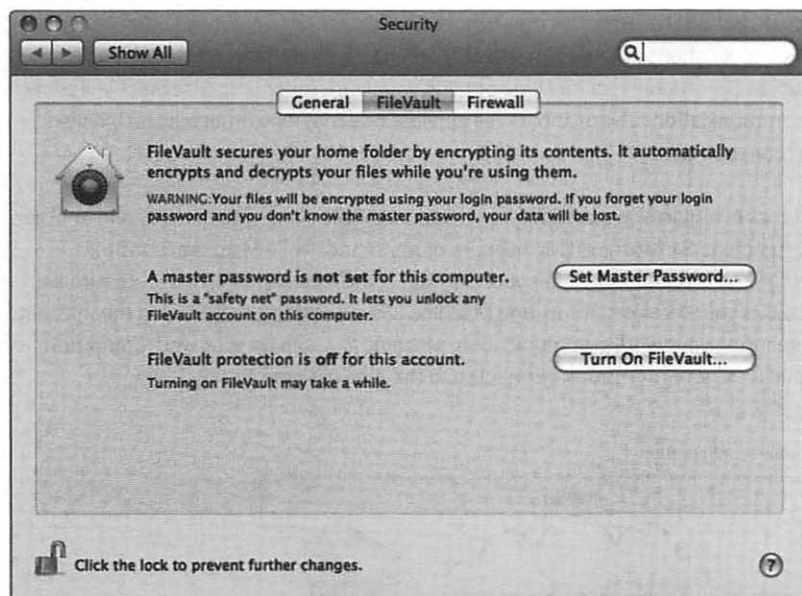 Security
Show All
General FileVault Firewall
FileVault secures your home folder by encrypting its contents. It automatically
encrypts and decrypts your files while you're using them.
WARNING:Your files will be encrypted using your login password. If you forget your login
password and you don't know the master password, your data will be lost.
A master password is not set for this computer.
Set Master Password...
This is a "safety net" password. It lets you unlock any
FileVault account on this computer.
FileVault protection is off for this account.
Turn On FileVault...
Turning on FileVault may take a while.
Click the lock to prevent further changes.
?